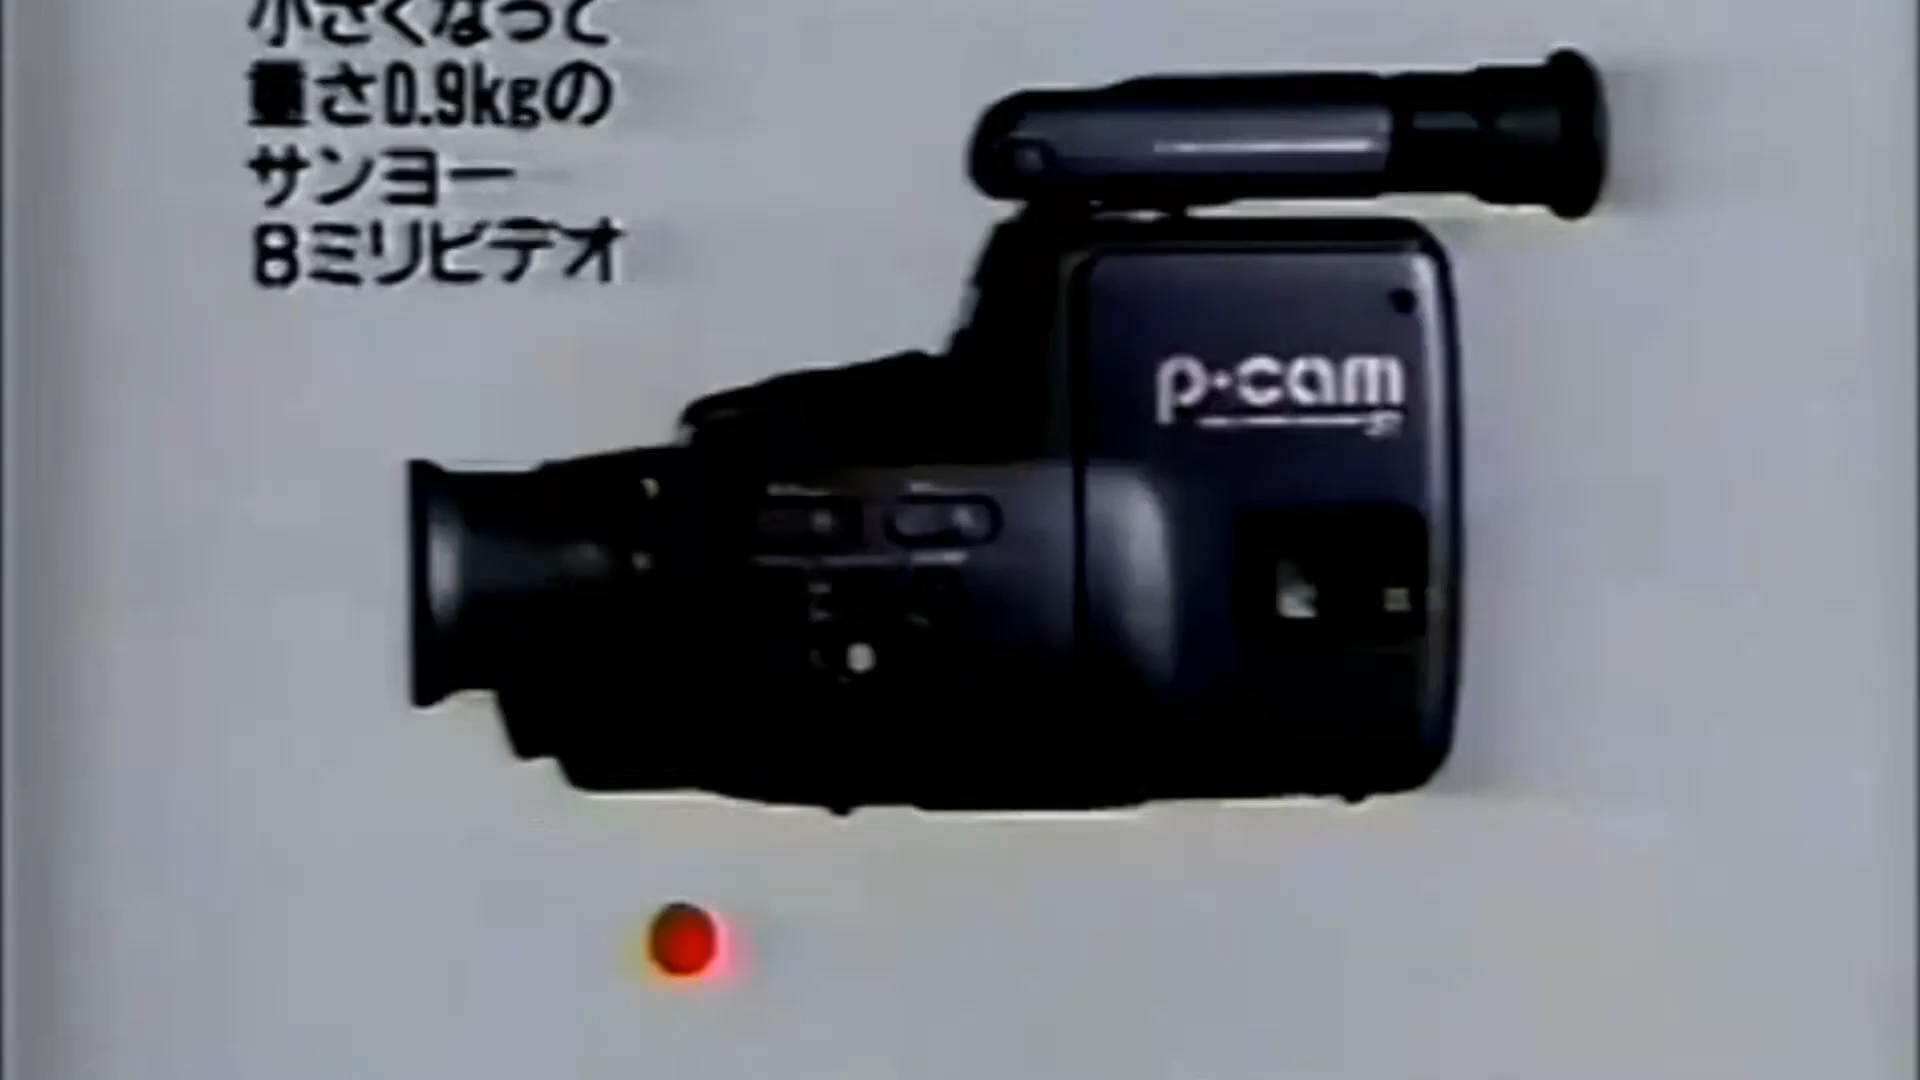 小さくなって
重さ0.9kgの
サンヨー
8ミリビデオ
p・cam